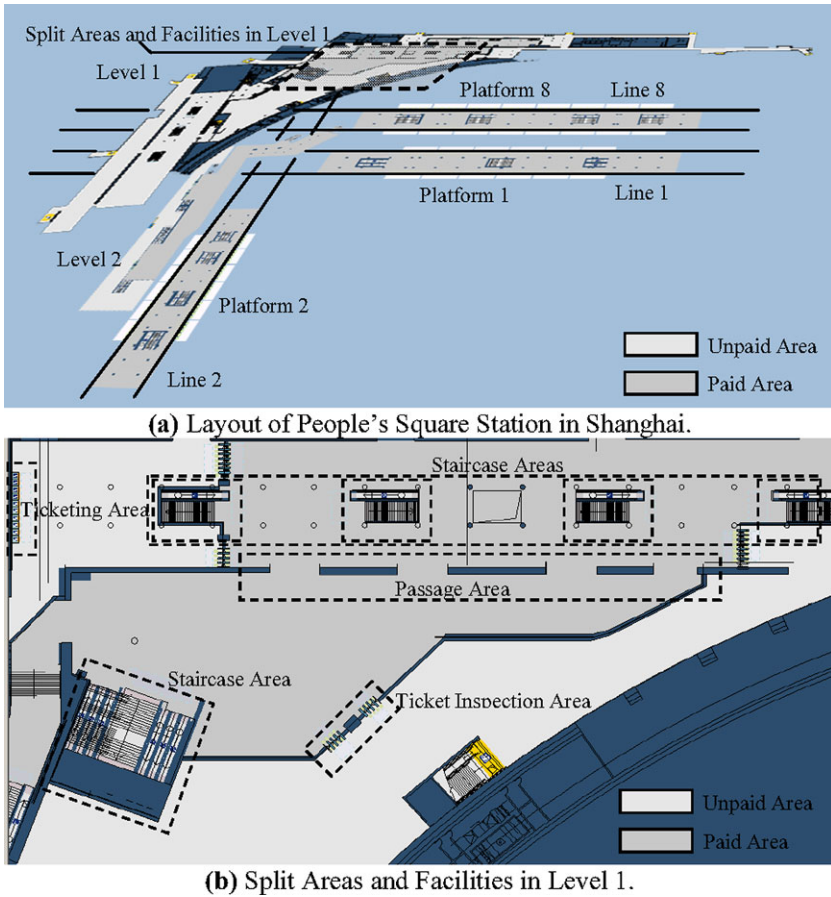 Split Areas and Facilities in Level 1
Level 1
Platform 8
Line 8
Platform 1
Line 1
Level 2
Platform 2
Line 2
Unpaid Area
Paid Area
(a) Layout of People's Square Station in Shanghai.
Staircase Areas
Ticketing Area
Passage Area
Staircase Area
Ticket Inspection Area
Unpaid Area
Paid Area
(b) Split Areas and Facilities in Level 1.